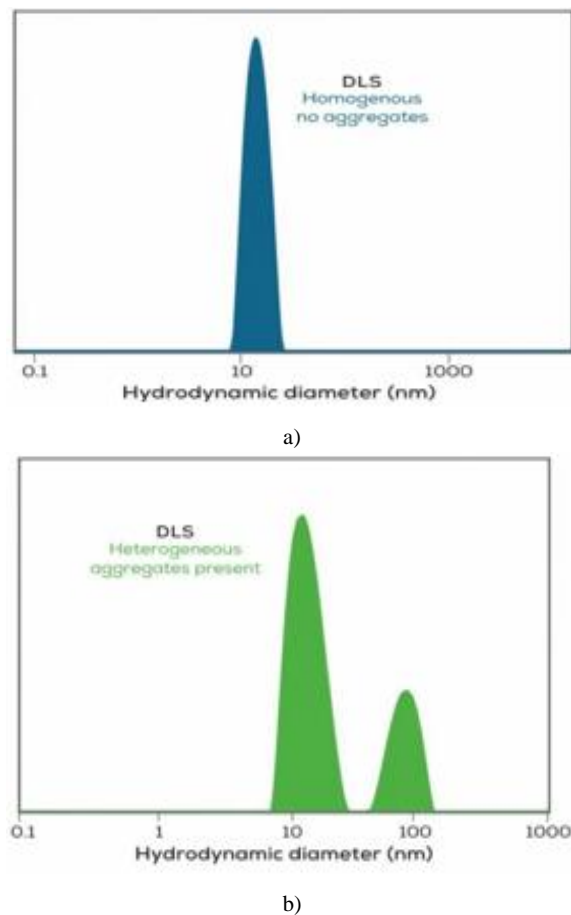 DLS
Homogenous
no aggregates
0.1 10 1000
Hydrodynamic diameter (nm)
a)
DLS
Heterogeneous
aggregates present
0.1 1 10 100 1000
Hydrodynamic diameter (nm)
b)